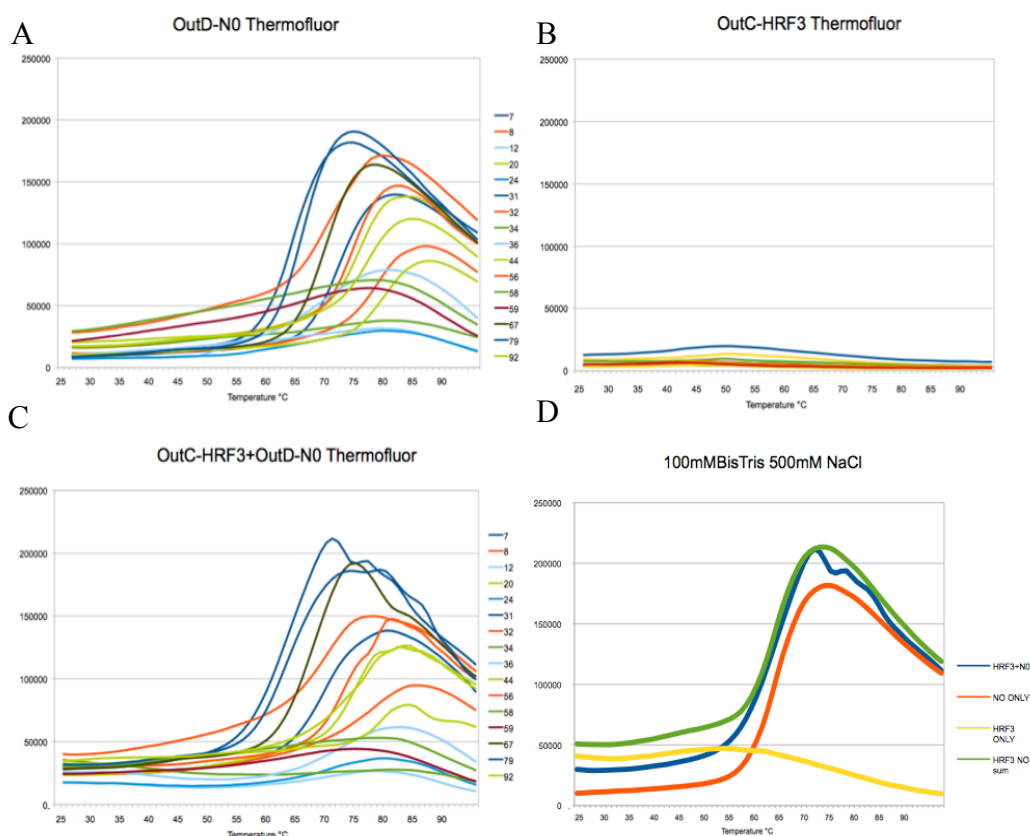 A
OutD-N0 Thermofluor
250000
200000
150000
100000
50000
0
25 30 35 40 45 50 55 60 65 70 75 80 85 90
Temperature °C
7
8
12
20
24
31
32
34
36
44
56
58
59
67
79
92
B
OutC-HRF3 Thermofluor
250000
200000
150000
100000
50000
0
25 30 35 40 45 50 55 60 65 70 75 80 85 90
Temperature °C
C
OutC-HRF3+OutD-N0 Thermofluor
250000
200000
150000
100000
50000
0
25 30 35 40 45 50 55 60 65 70 75 80 85 90
Temperature °C
7
8
12
20
24
31
32
34
36
44
56
58
59
67
79
92
D
100mMBisTris 500mM NaCl
250000
200000
150000
100000
50000
0
25 30 35 40 45 50 55 60 65 70 75 80 85 90
Temperature °C
HRF3+N0
NO ONLY
HRF3
ONLY
HRF3 NO
sum